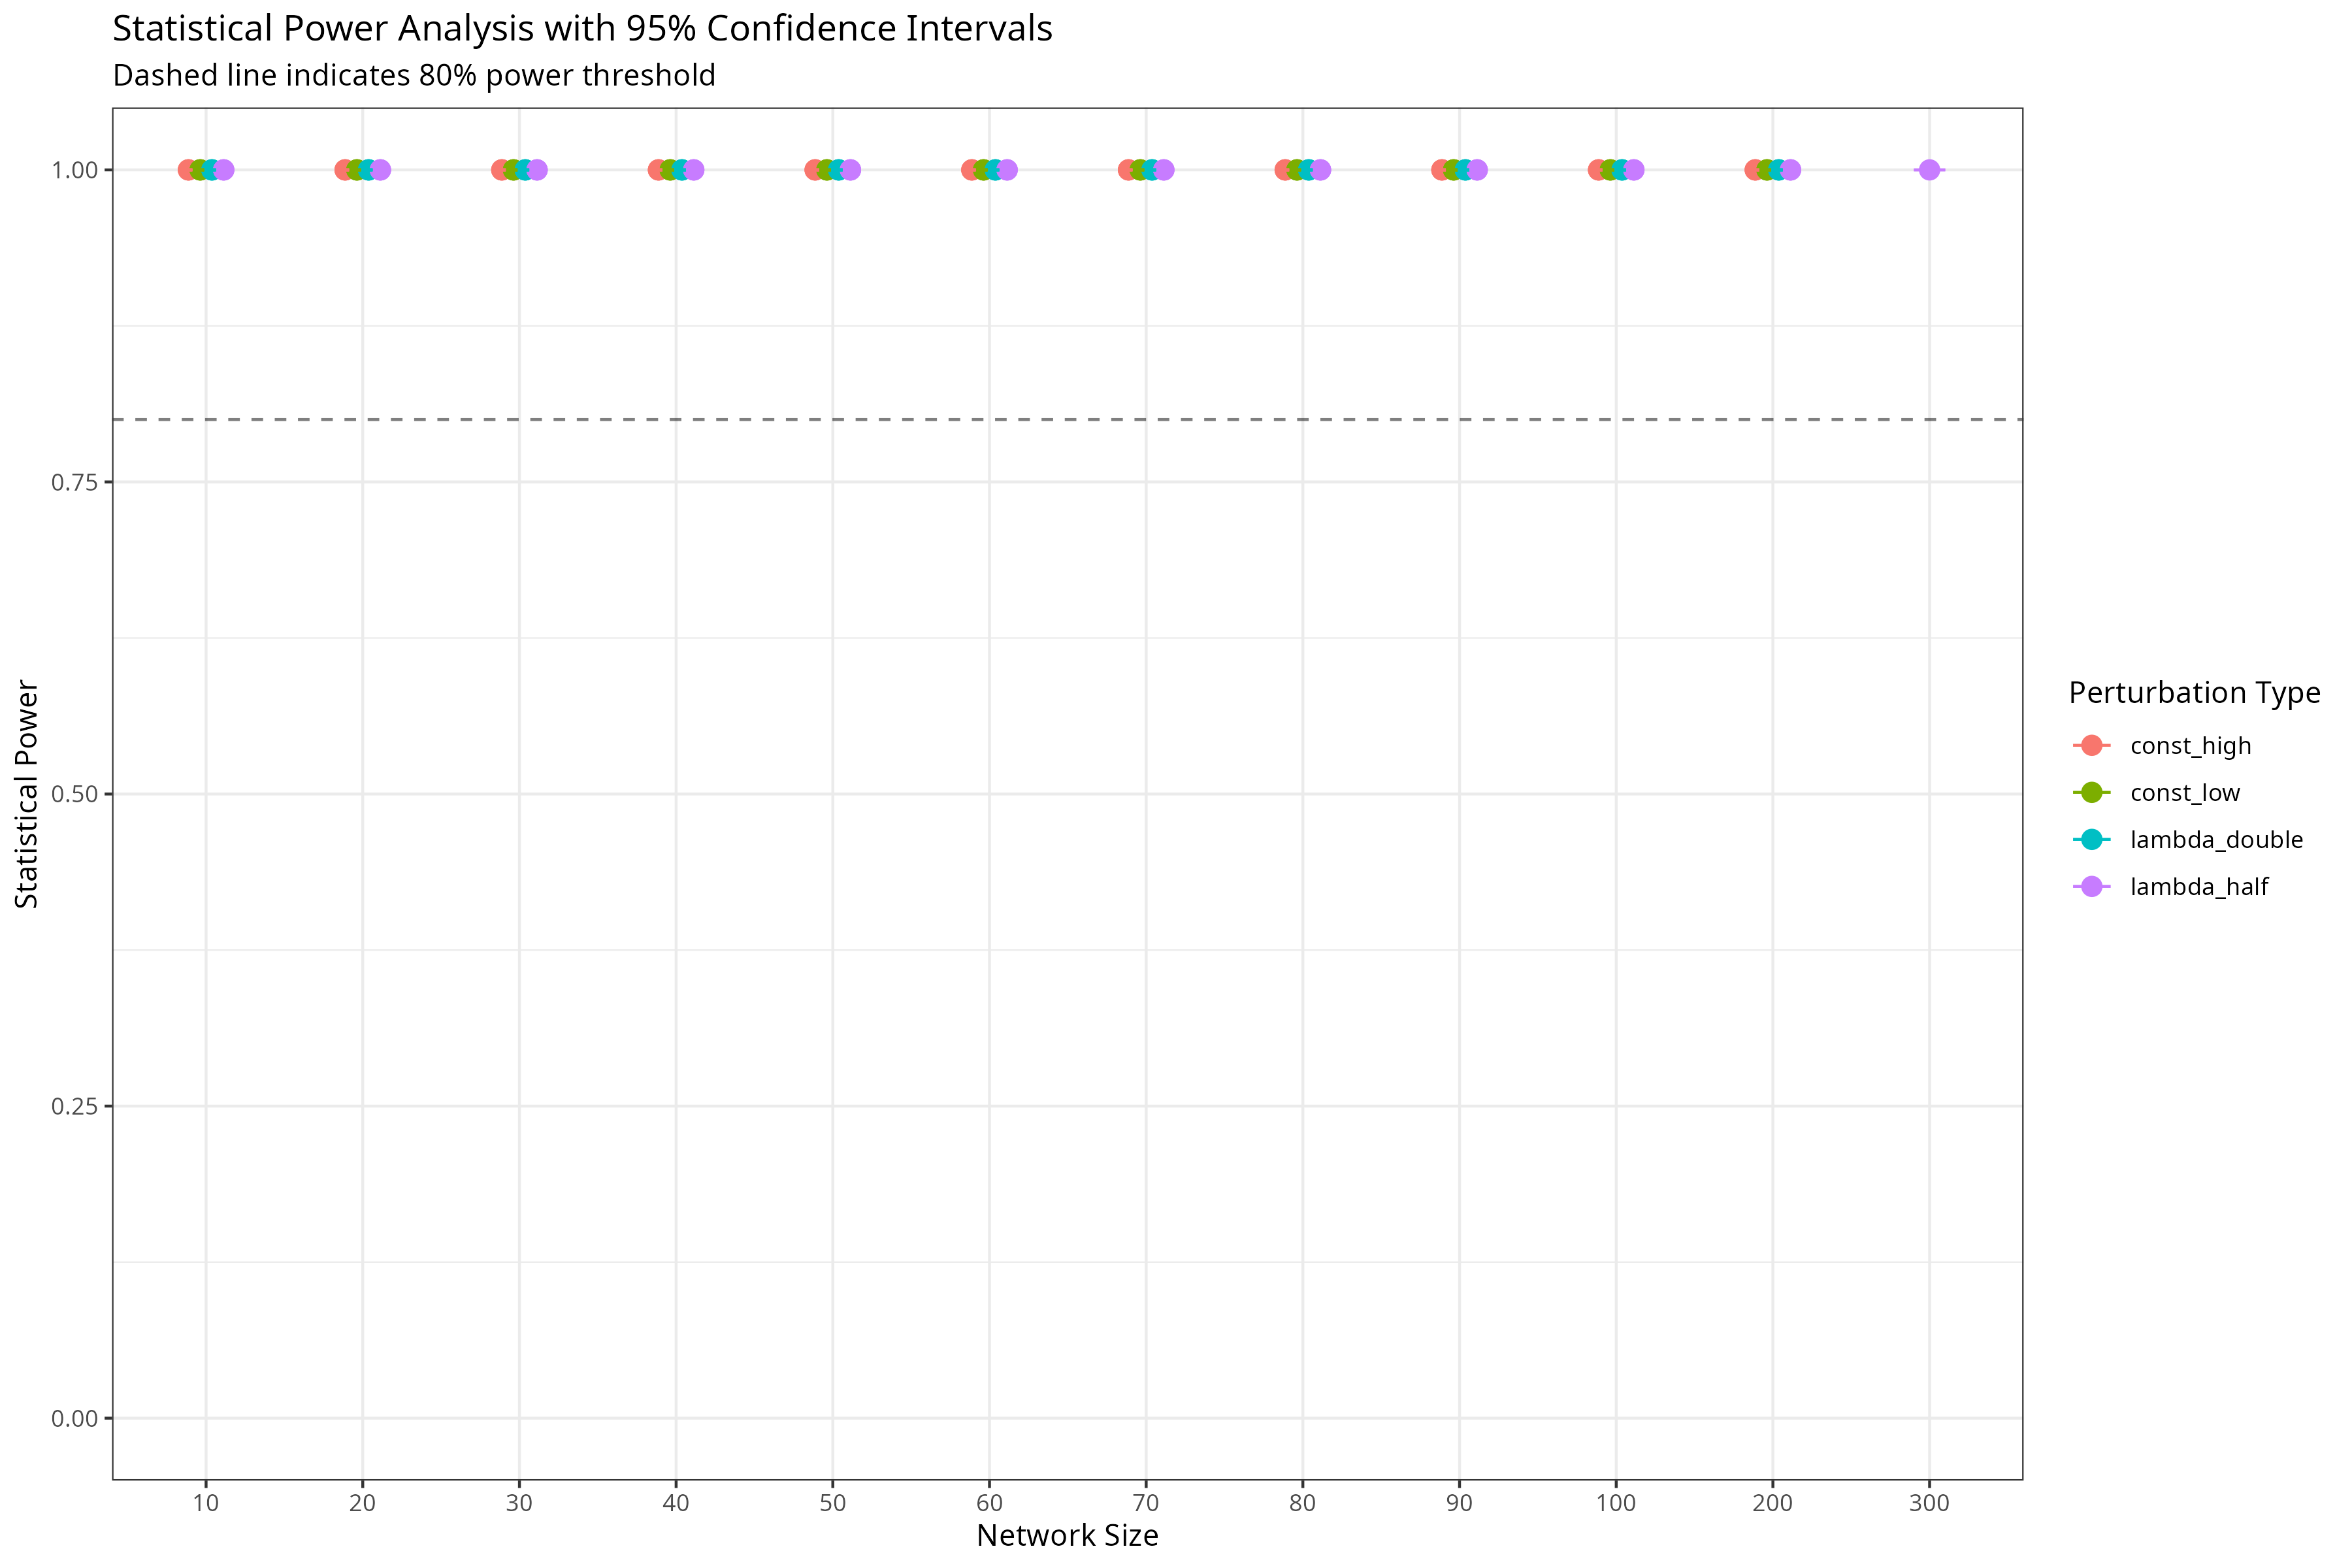 Statistical Power Analysis with 95% Confidence Intervals
Dashed line indicates 80% power threshold
1.00
0.75
0.50
0.25
0.00
Statistical Power
10 20 30 40 50 60 70 80 90 100 200 300
Network Size
Perturbation Type
const_high
const_low
lambda_double
lambda_half